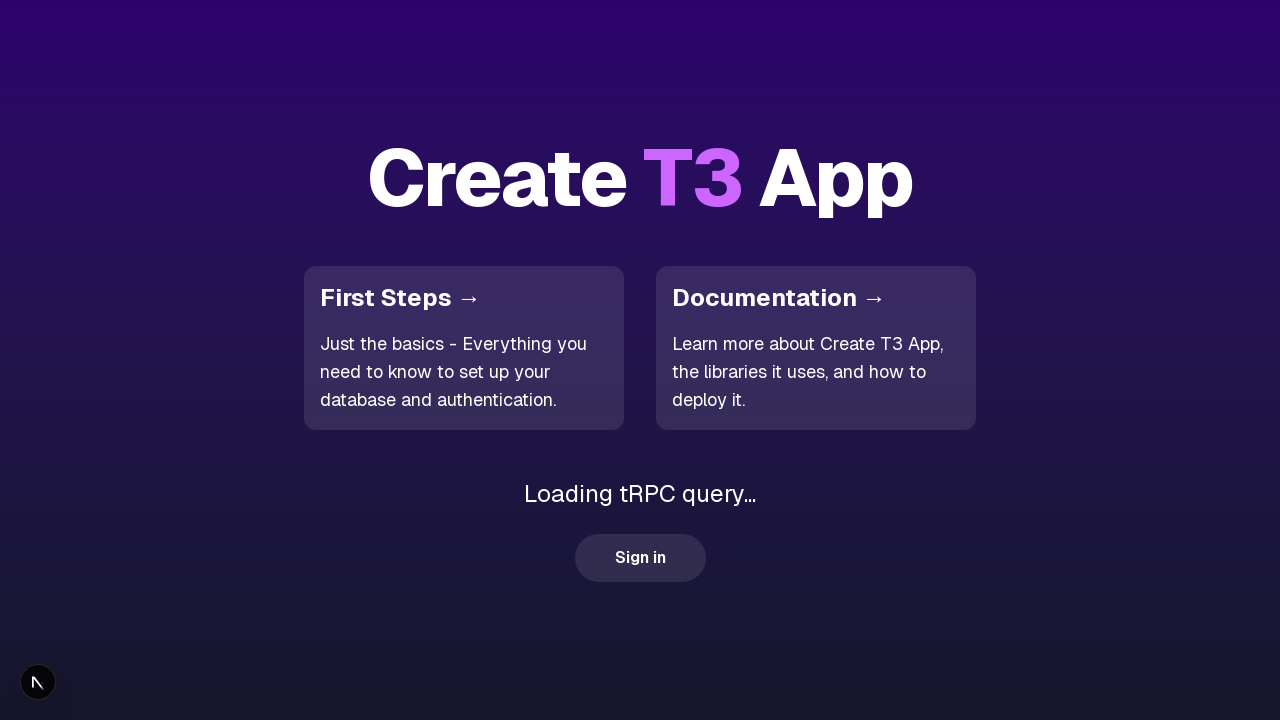 Create T3 App
First Steps →
Just the basics - Everything you
need to know to set up your
database and authentication.
Documentation →
Learn more about Create T3 App,
the libraries it uses, and how to
deploy it.
Loading tRPC query...
Sign in